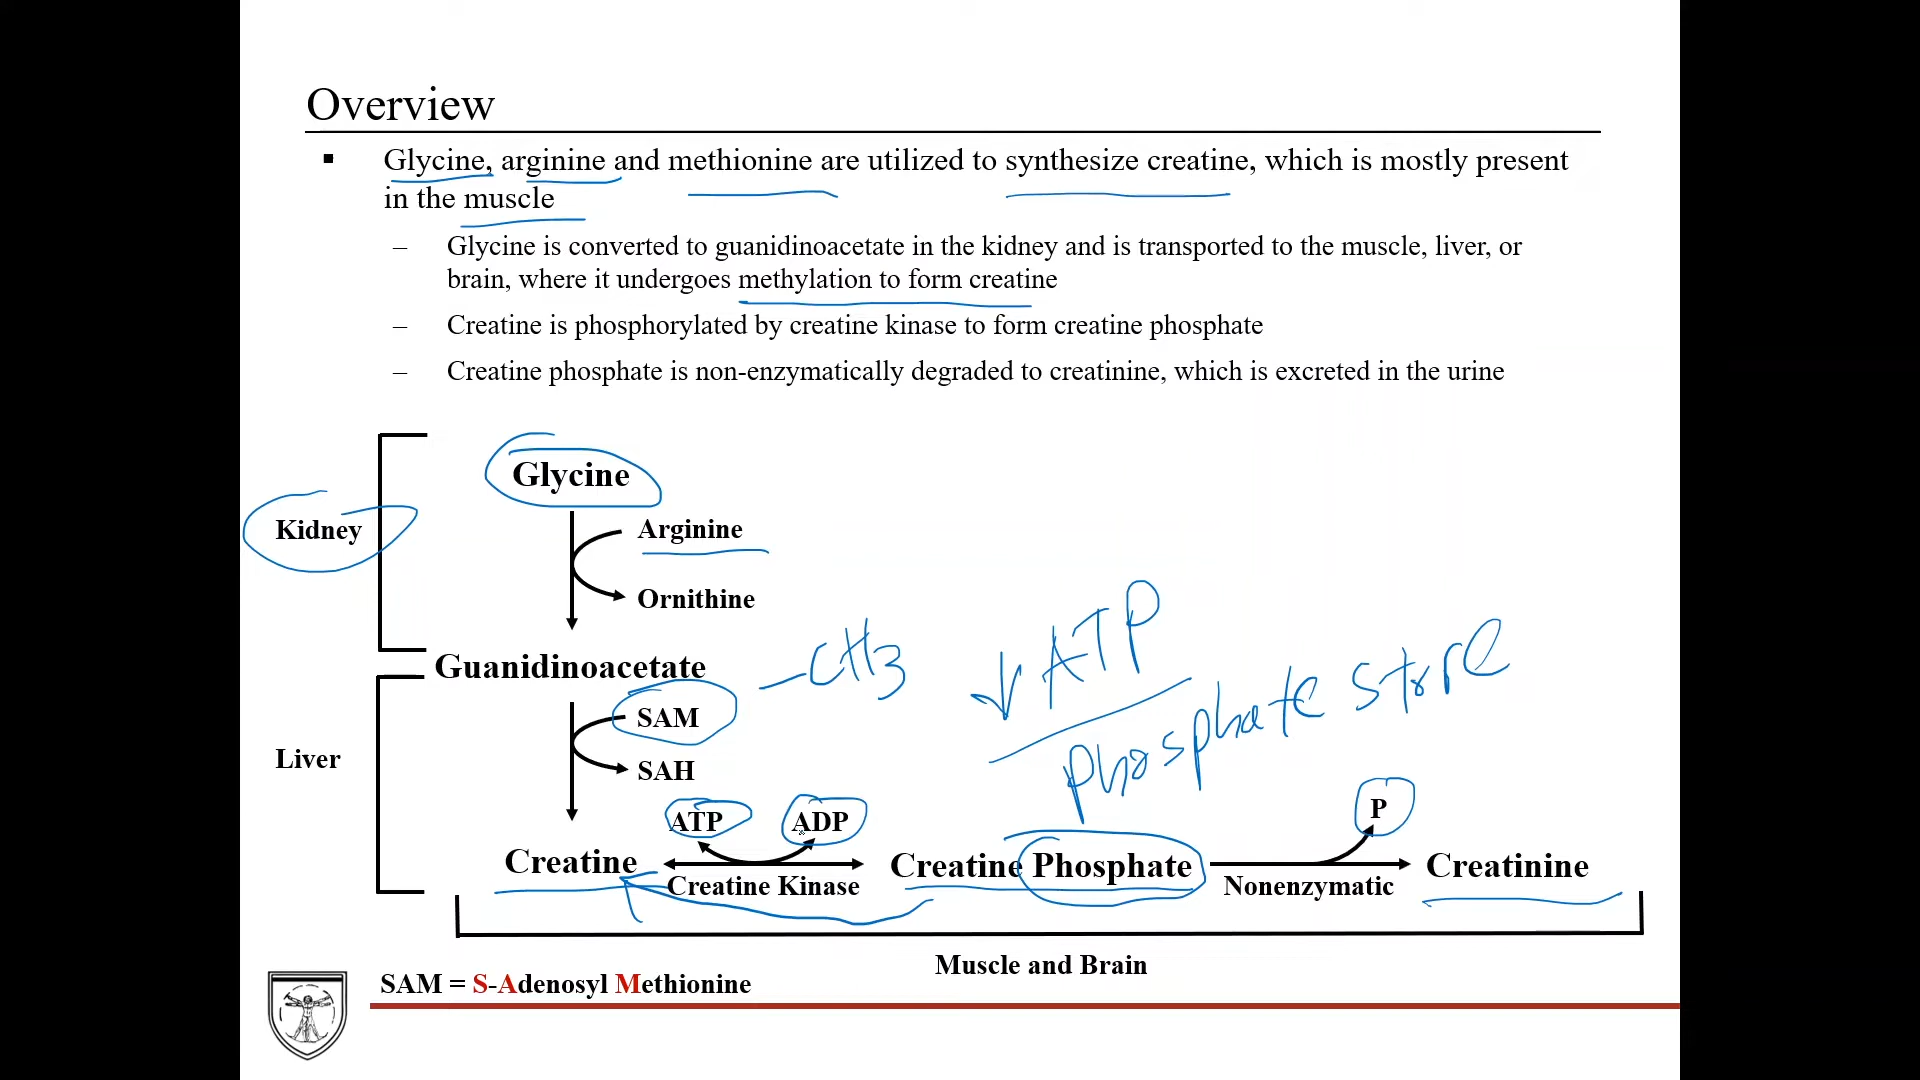 Overview
▪ Glycine, arginine and methionine are utilized to synthesize creatine, which is mostly present
in the muscle
– Glycine is converted to guanidinoacetate in the kidney and is transported to the muscle, liver, or
brain, where it undergoes methylation to form creatine
– Creatine is phosphorylated by creatine kinase to form creatine phosphate
– Creatine phosphate is non-enzymatically degraded to creatinine, which is excreted in the urine
Glycine
Kidney
Arginine
Ornithine
Guanidinoacetate
-CH3
↓ATP
phosphate store
SAM
Liver
SAH
ATP
ADP
P
Creatine
Creatine Kinase
Creatine Phosphate
Nonenzymatic
Creatinine
Muscle and Brain
SAM = S-Adenosyl Methionine